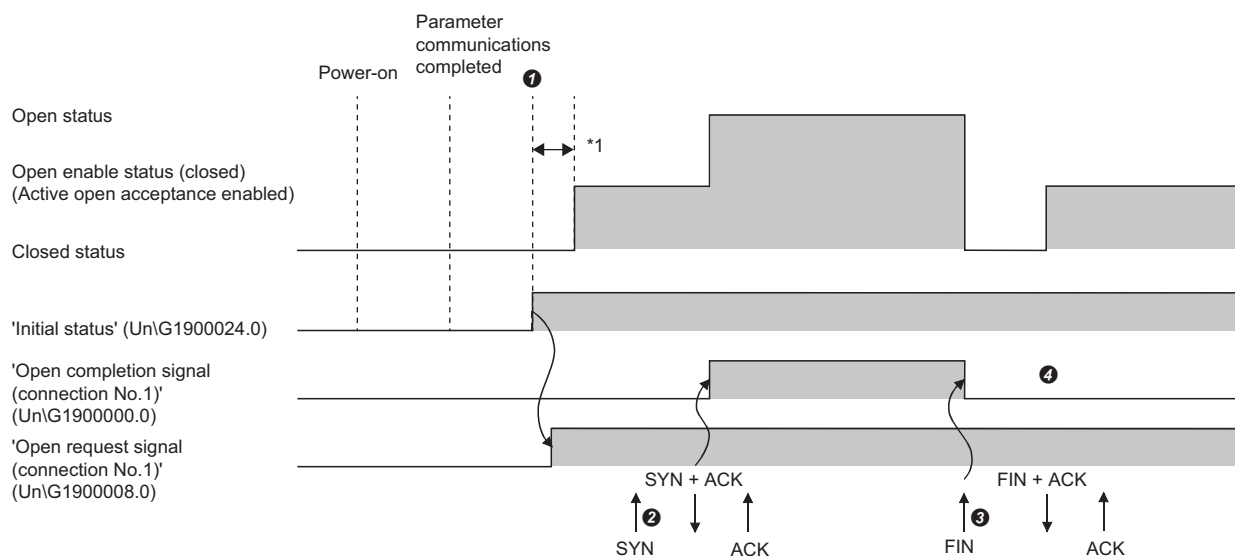 Parameter
communications
completed
Power-on
❶
Open status
*1
Open enable status (closed)
(Active open acceptance enabled)
Closed status
'Initial status' (Un\G1900024.0)
'Open completion signal
(connection No.1)'
(Un\G1900000.0)
❹
'Open request signal
(connection No.1)'
(Un\G1900008.0)
SYN + ACK
FIN + ACK
❷
❸
SYN
ACK
FIN
ACK